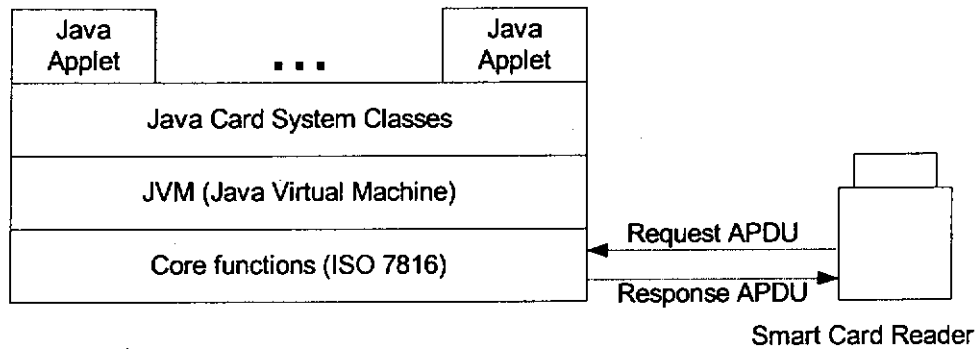 Java
Applet
...
Java
Applet
Java Card System Classes
JVM (Java Virtual Machine)
Core functions (ISO 7816)
Request APDU
Response APDU
Smart Card Reader